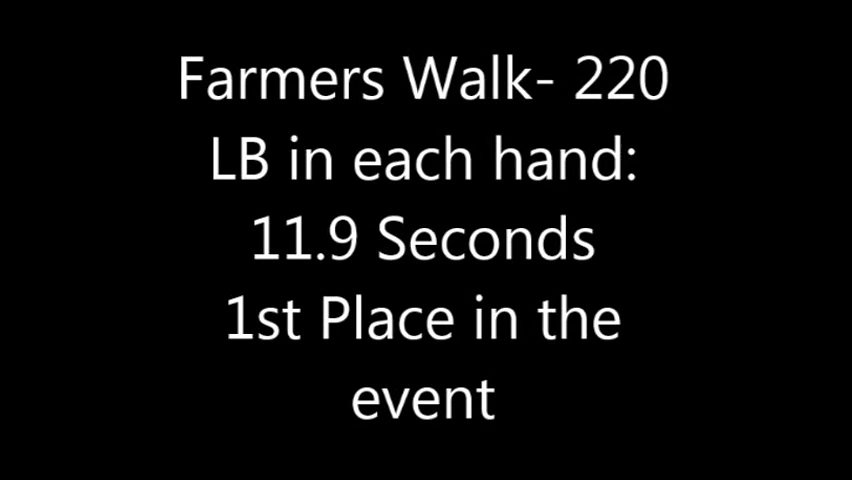 Farmers Walk- 220
LB in each hand:
11.9 Seconds
1st Place in the
event